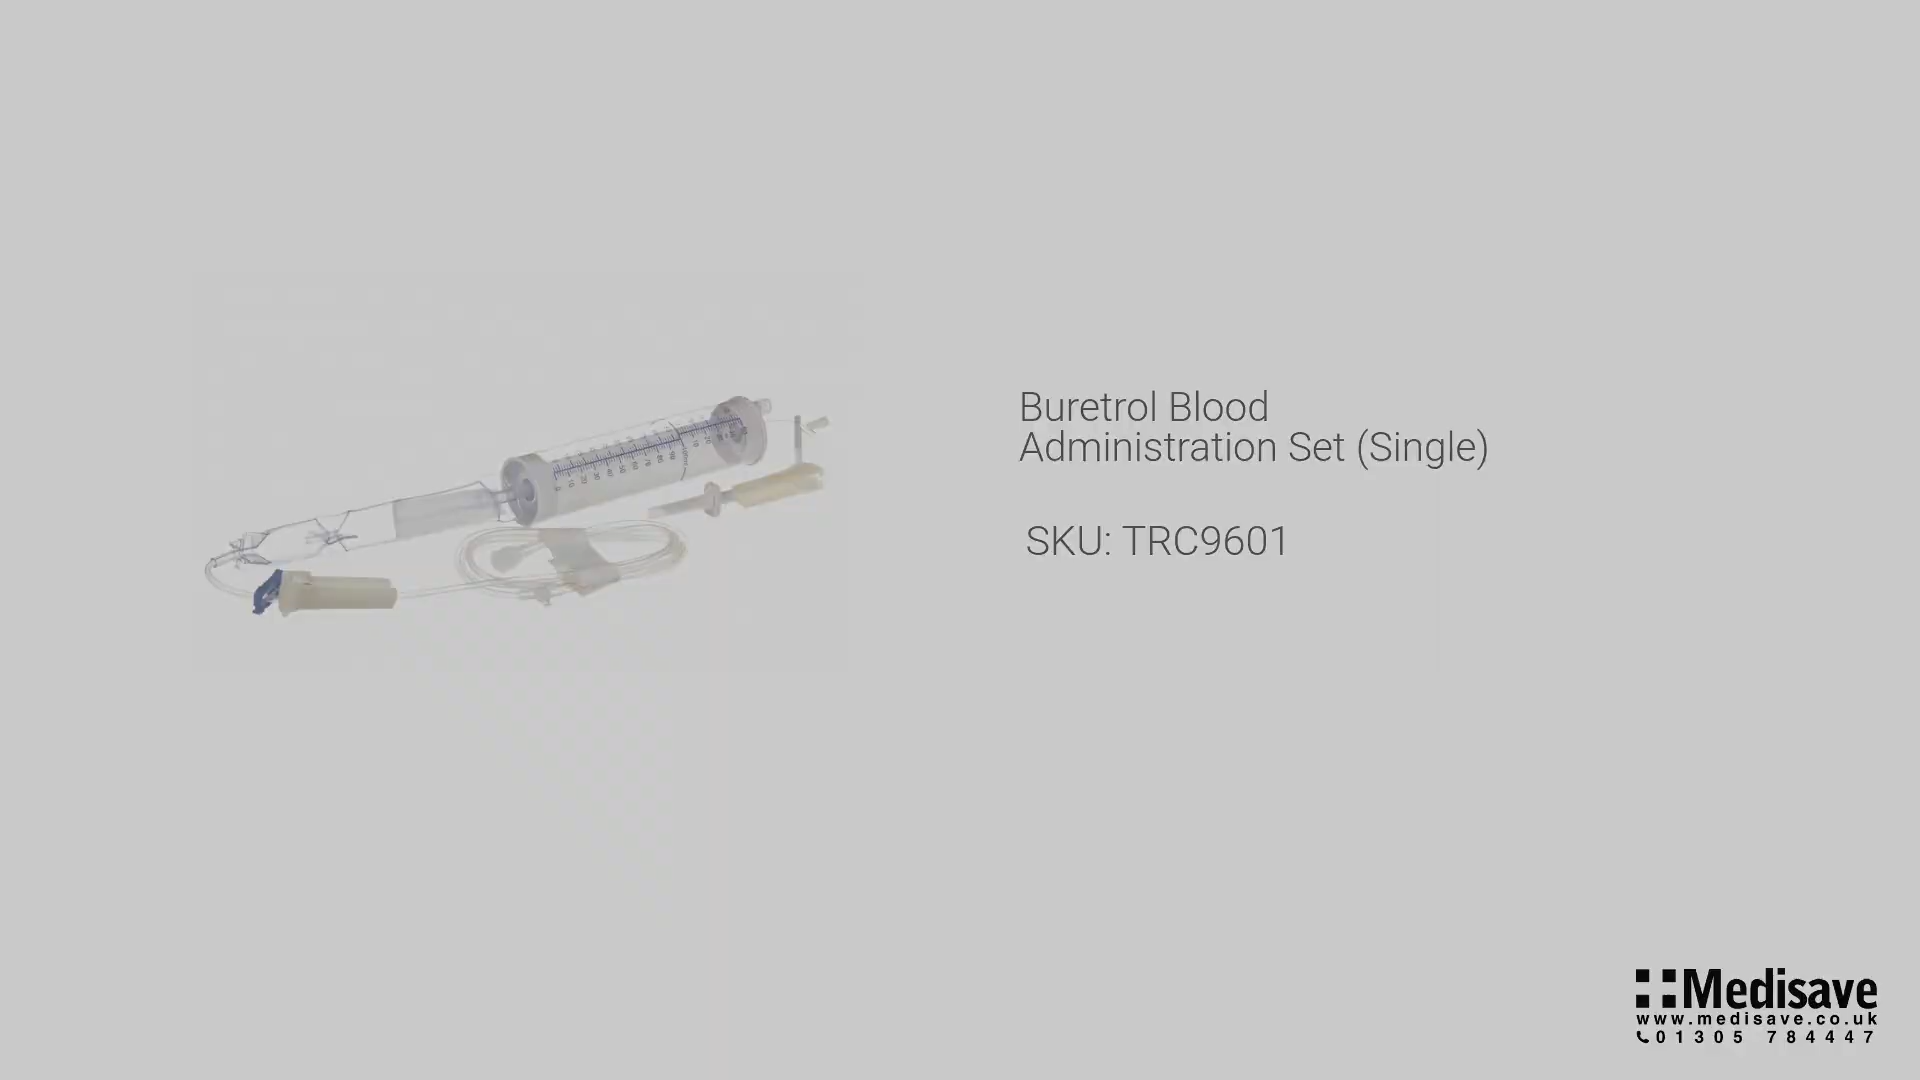 Buretrol Blood
Administration Set (Single)
SKU: TRC9601
Medisave
www.medisave.co.uk
01305 784447